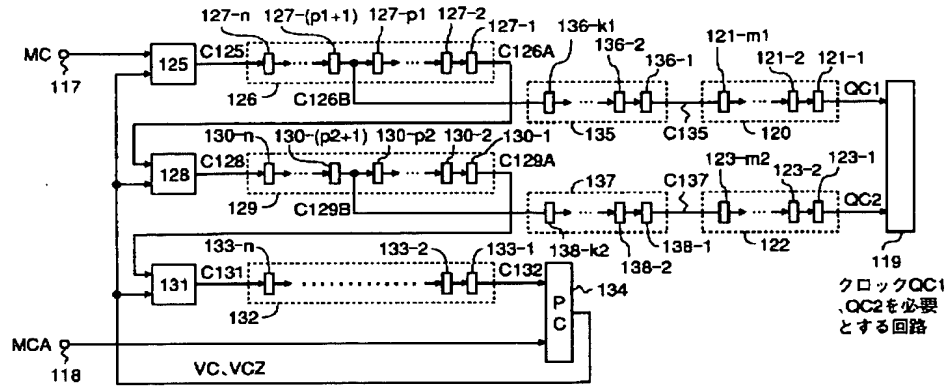 127-n 127-(p1+1) 127-p1 127-2 127-1 136-k1
MC C125 C126A 136-2 136-1 121-m1 121-2 121-1
125 QC1
117 126 C126B 135 C135 120
130-n 130-(p2+1) 130-p2 130-2 130-1
C128 C129A 137 C137 123-m2 123-2 123-1
128 QC2
129 C129B
133-n 133-2 133-1 138-k2 138-2 138-1 122 119
C131 C132 134
131 PC
132
MCA
118 VC、VCZ
クロックQC1
、QC2を必要
とする回路